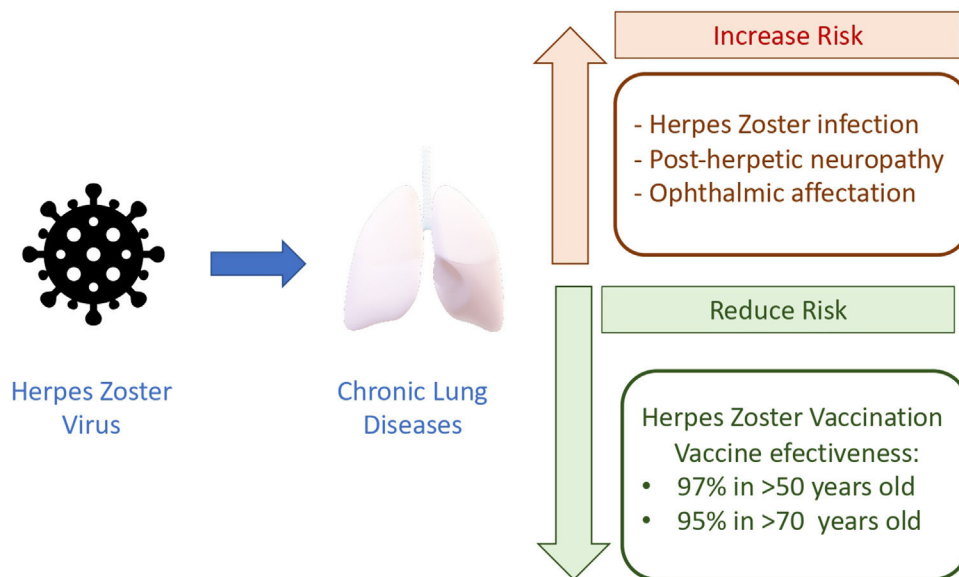 Increase Risk
- Herpes Zoster infection
- Post-herpetic neuropathy
- Ophthalmic affectation
Herpes Zoster
Virus
Chronic Lung
Diseases
Reduce Risk
Herpes Zoster Vaccination
Vaccine efectiveness:
• 97% in >50 years old
• 95% in >70 years old